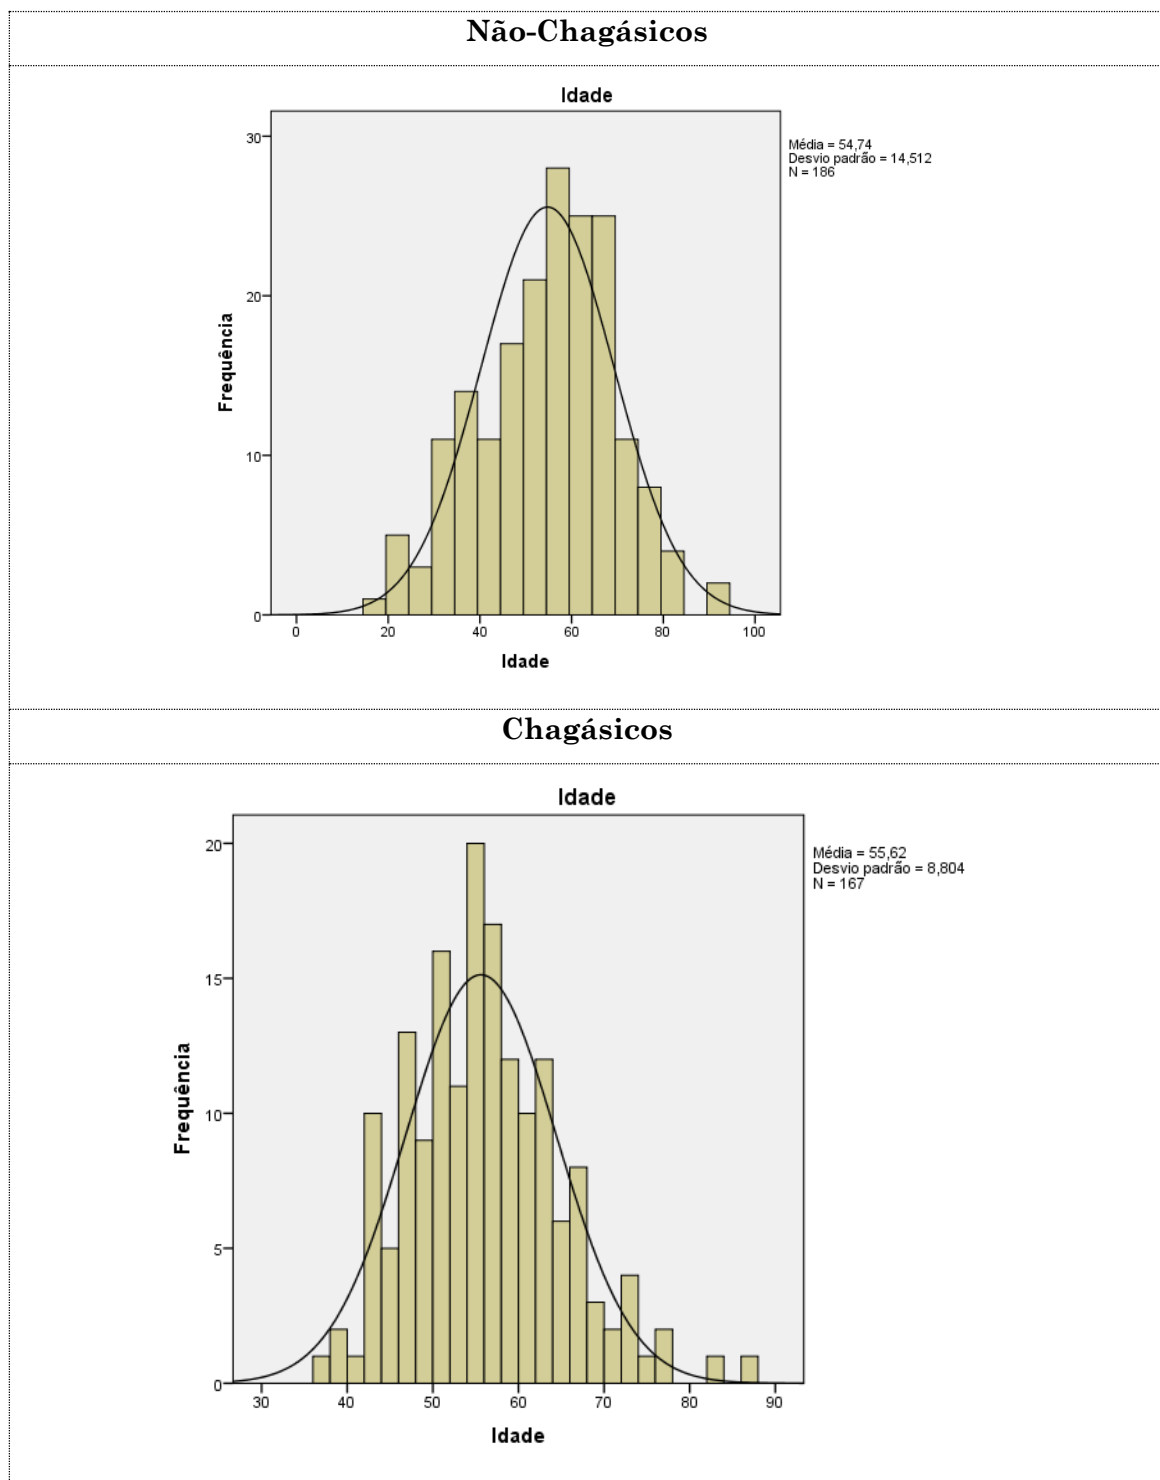 Não-Chagásicos
Idade
Média = 54,74
Desvio padrão = 14,512
N = 186
30
20
10
0
Frequência
0 20 40 60 80 100
Idade
Chagásicos
Idade
Média = 55,62
Desvio padrão = 8,804
N = 167
20
15
10
5
0
Frequência
30 40 50 60 70 80 90
Idade